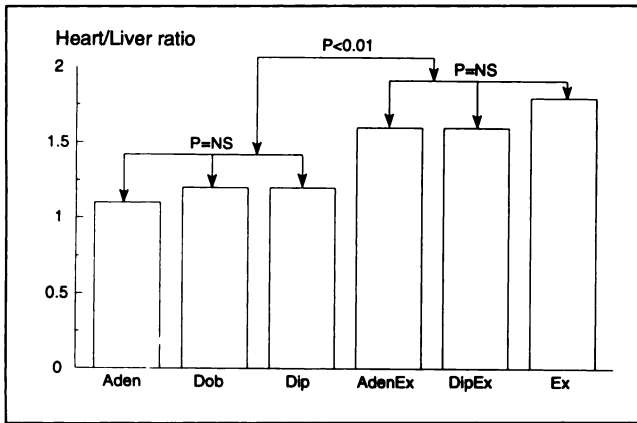 Heart/Liver ratio
P<0.01
2
P=NS
1.5
P=NS
1
0.5
0
Aden Dob Dip AdenEx DipEx Ex